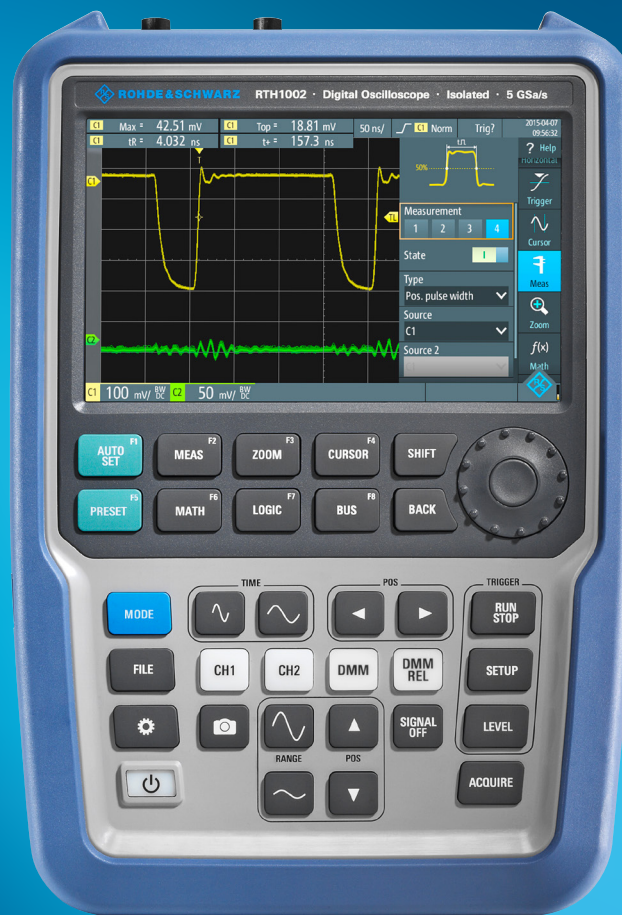 ROHDE&SCHWARZ RTH1002 · Digital Oscilloscope · Isolated · 5 GSa/s
C1 Max = 42.51 mV C1 Top = 18.81 mV 50 ns/ C1 Norm Trig? 2015-04-07
C1 tR = 4.032 ns C1 t+ = 157.3 ns 09:56:32
? Help
Horizontal
50%
T
C1
TL
Trigger
Measurement
1 2 3 4
Cursor
State I
Meas
Type
Pos. pulse width
Zoom
Source
C1
f(x)
Math
Source 2
C2
C1 100 mV/ BW DC C2 50 mV/ BW DC
AUTO SET F1 MEAS F2 ZOOM F3 CURSOR F4 SHIFT
PRESET F5 MATH F6 LOGIC F7 BUS F8 BACK
TIME POS TRIGGER
MODE RUN STOP
FILE CH1 CH2 DMM DMM REL SETUP
SIGNAL OFF LEVEL
RANGE POS
ACQUIRE